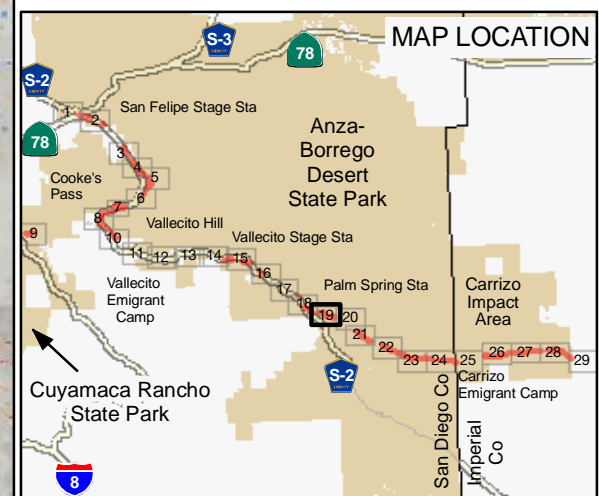 MAP LOCATION
S-3
78
S-2
San Felipe Stage Sta
1
2
78
Anza-
Borrego
Desert
State Park
3
4
5
6
Cooke's
Pass
7
8
Vallecito Hill
9
10
Vallecito Stage Sta
11
12
13
14
15
16
Vallecito
Emigrant
Camp
17
Palm Spring Sta
Carrizo
Impact
Area
18
19
20
21
22
23
24
25
26
27
28
29
S-2
Carrizo
Emigrant Camp
Cuyamaca Rancho
State Park
San Diego Co
Imperial
Co
8